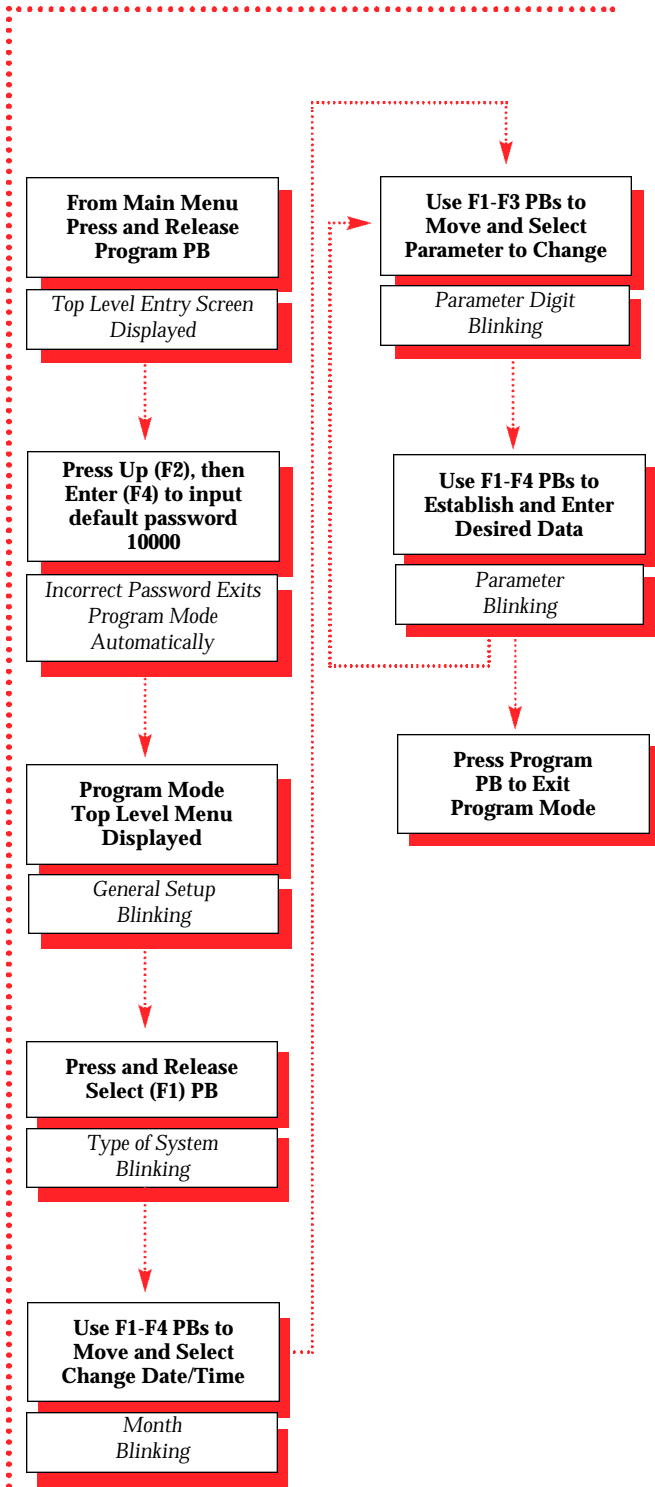 From Main Menu
Press and Release
Program PB
Top Level Entry Screen
Displayed
Press Up (F2), then
Enter (F4) to input
default password
10000
Incorrect Password Exits
Program Mode
Automatically
Program Mode
Top Level Menu
Displayed
General Setup
Blinking
Press and Release
Select (F1) PB
Type of System
Blinking
Use F1-F4 PBs to
Move and Select
Change Date/Time
Month
Blinking
Use F1-F3 PBs to
Move and Select
Parameter to Change
Parameter Digit
Blinking
Use F1-F4 PBs to
Establish and Enter
Desired Data
Parameter
Blinking
Press Program
PB to Exit
Program Mode